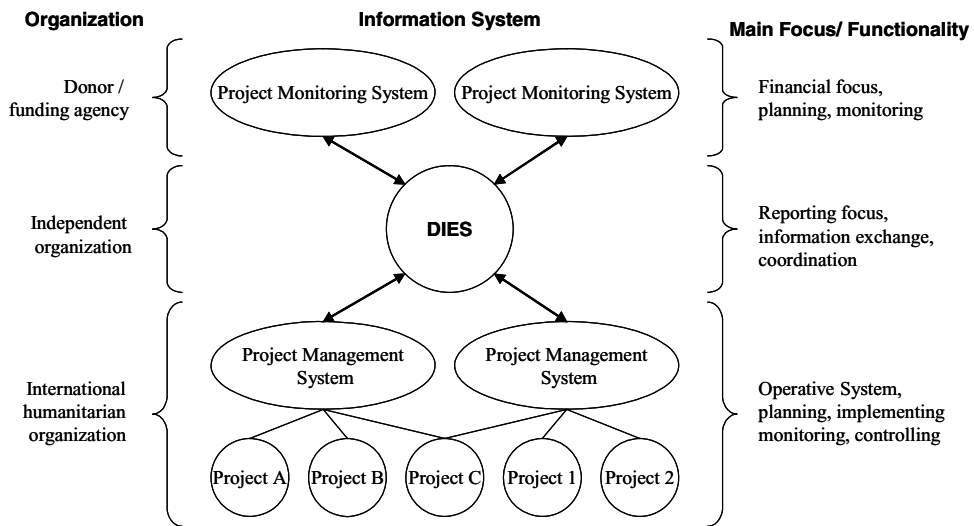 Organization
Information System
Main Focus/ Functionality
Donor /
funding agency
Project Monitoring System
Project Monitoring System
Financial focus,
planning, monitoring
Independent
organization
DIES
Reporting focus,
information exchange,
coordination
International
humanitarian
organization
Project Management
System
Project Management
System
Operative System,
planning, implementing
monitoring, controlling
Project A
Project B
Project C
Project 1
Project 2